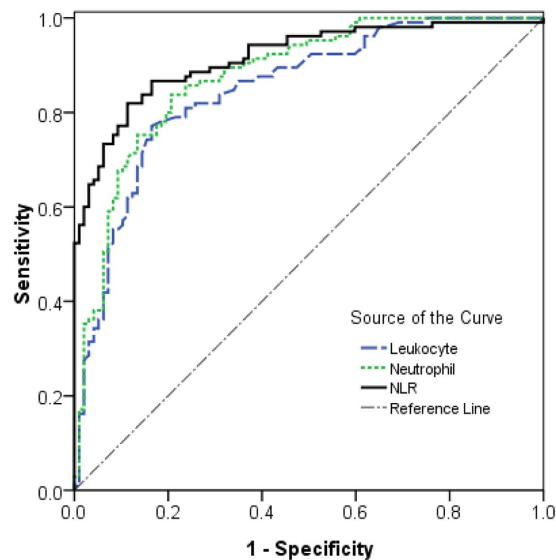 1.0
0.8
0.6
0.4
0.2
0.0
Sensitivity
Source of the Curve
Leukocyte
Neutrophil
NLR
Reference Line
0.0 0.2 0.4 0.6 0.8 1.0
1 - Specificity